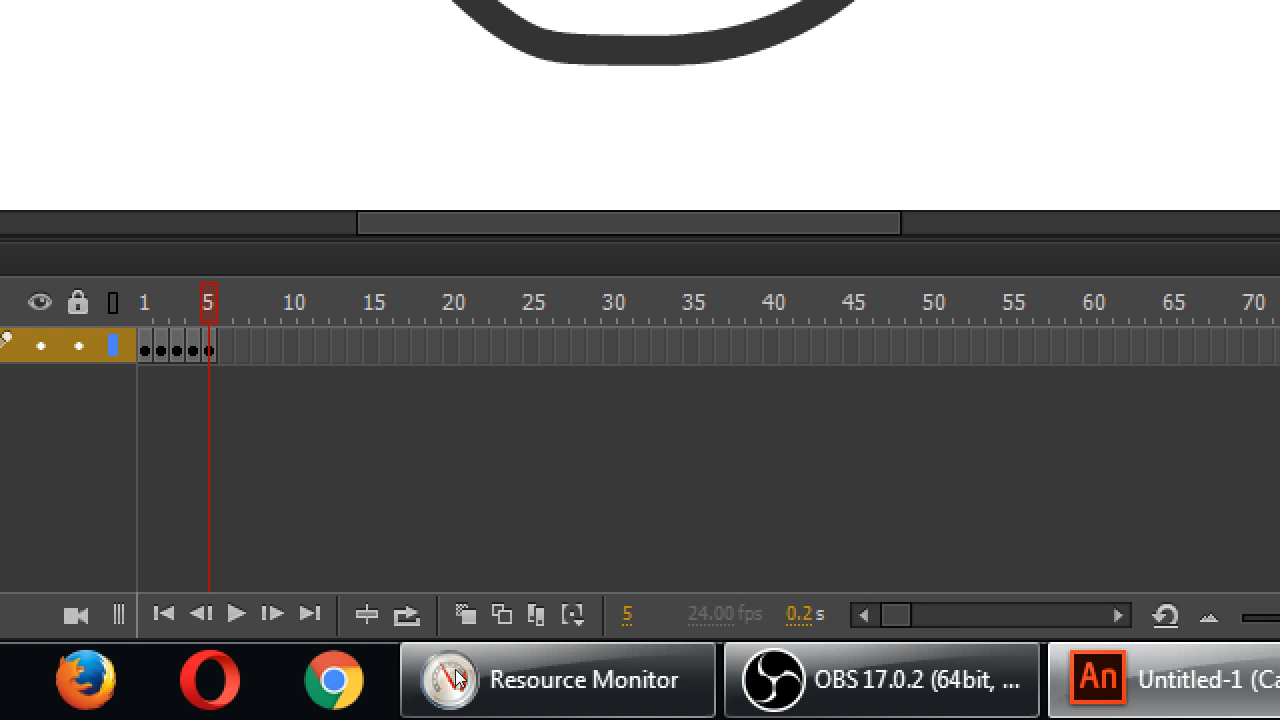 1 5 10 15 20 25 30 35 40 45 50 55 60 65 70
5 24.00 fps 0.2 s
Resource Monitor OBS 17.0.2 (64bit, ... An Untitled-1 (Ca